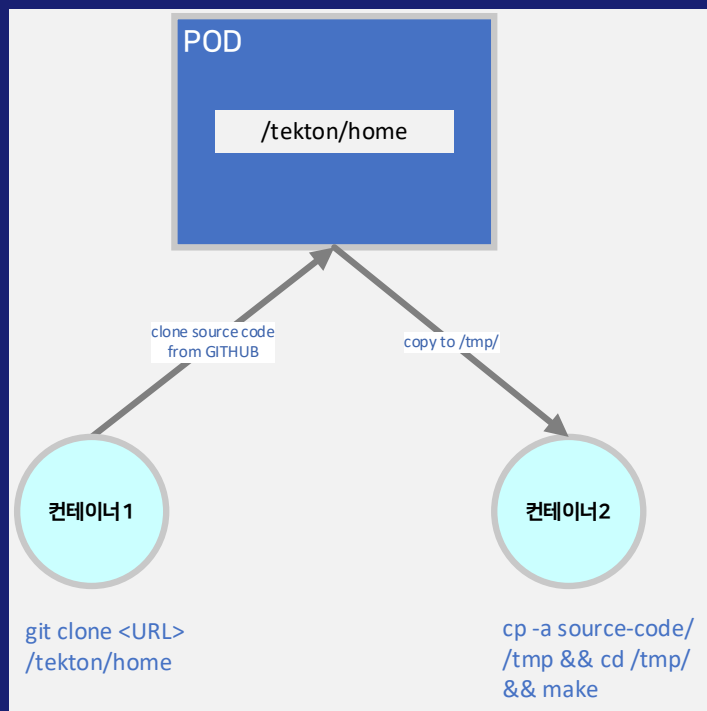 POD
/tekton/home
clone source code
from GITHUB
copy to /tmp/
컨테이너1
컨테이너2
git clone <URL>
/tekton/home
cp -a source-code/
/tmp && cd /tmp/
&& make